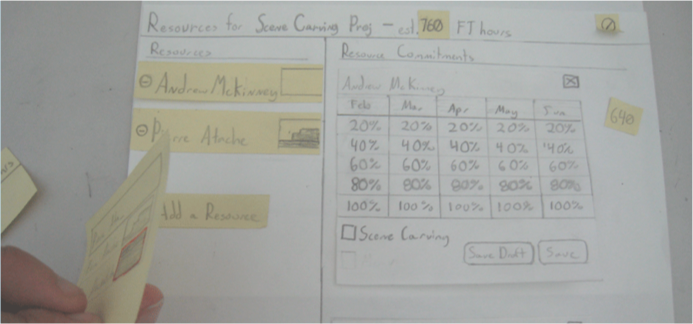 Resources for Scene Carving Proj – est. 760 FT hours
Resources
Resource Commitments
Andrew McKinney
Pierre Atache
Add a Resource
Andrew McKinney
Feb Mar Apr May Jun
20% 20% 20% 20% 20%
40% 40% 40% 40% 40%
60% 60% 60% 60% 60%
80% 80% 80% 80% 80%
100% 100% 100% 100% 100%
640
Scene Carving
Save Draft Save